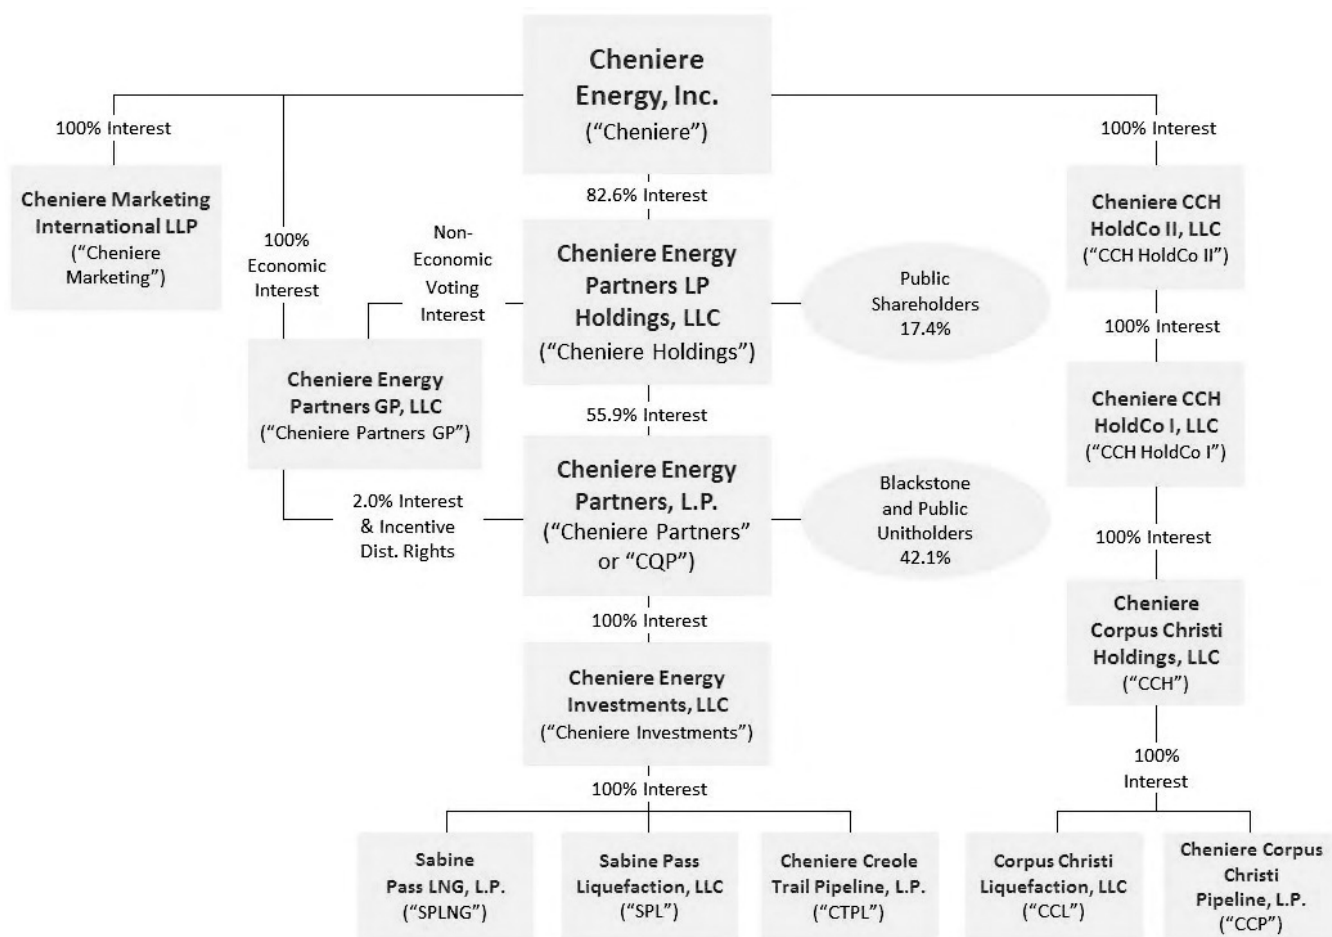 Cheniere
Energy, Inc.
(“Cheniere”)
100% Interest
100% Interest
Cheniere Marketing
International LLP
(“Cheniere
Marketing”)
100%
Economic
Interest
Non-
Economic
Voting
Interest
82.6% Interest
Cheniere Energy
Partners LP
Holdings, LLC
(“Cheniere Holdings”)
Public
Shareholders
17.4%
Cheniere CCH
HoldCo II, LLC
(“CCH HoldCo II”)
100% Interest
Cheniere Energy
Partners GP, LLC
(“Cheniere Partners GP”)
55.9% Interest
Cheniere CCH
HoldCo I, LLC
(“CCH HoldCo I”)
2.0% Interest
& Incentive
Dist. Rights
Cheniere Energy
Partners, L.P.
(“Cheniere Partners”
or “CQP”)
Blackstone
and Public
Unitholders
42.1%
100% Interest
100% Interest
Cheniere
Corpus Christi
Holdings, LLC
(“CCH”)
Cheniere Energy
Investments, LLC
(“Cheniere Investments”)
100% Interest
100%
Interest
Sabine
Pass LNG, L.P.
(“SPLNG”)
Sabine Pass
Liquefaction, LLC
(“SPL”)
Cheniere Creole
Trail Pipeline, L.P.
(“CTPL”)
Corpus Christi
Liquefaction, LLC
(“CCL”)
Cheniere Corpus
Christi
Pipeline, L.P.
(“CCP”)